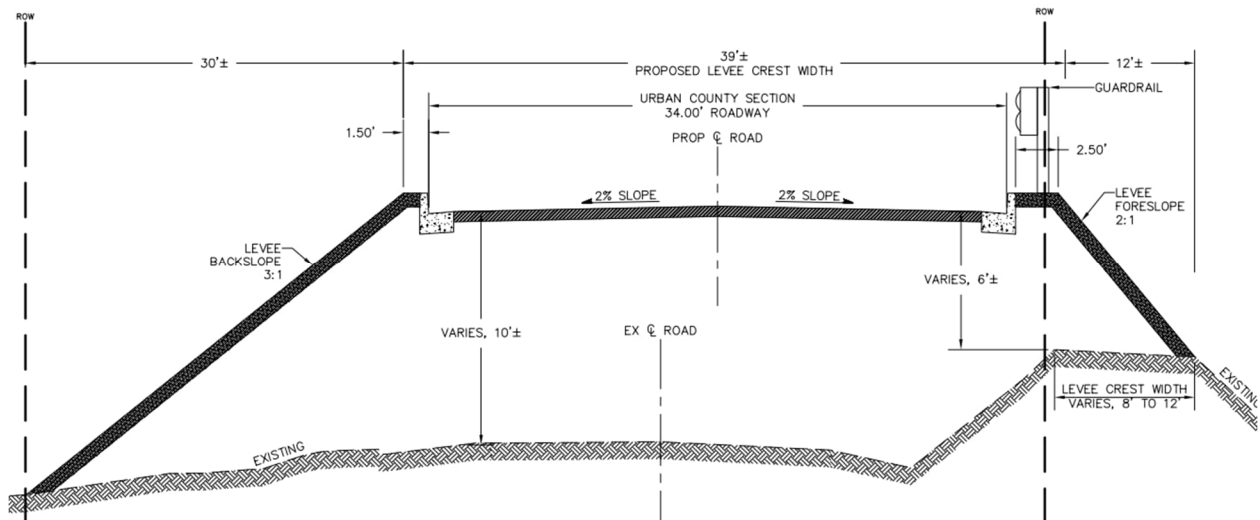 ROW
ROW
30'±
39'±
PROPOSED LEVEE CREST WIDTH
12'±
GUARDRAIL
URBAN COUNTY SECTION
34.00' ROADWAY
1.50'
PROP ℄ ROAD
2.50'
2% SLOPE
2% SLOPE
LEVEE
FORESLOPE
2:1
LEVEE
BACKSLOPE
3:1
VARIES, 6'±
VARIES, 10'±
EX ℄ ROAD
LEVEE CREST WIDTH
VARIES, 8' TO 12'
EXISTING
EXISTING